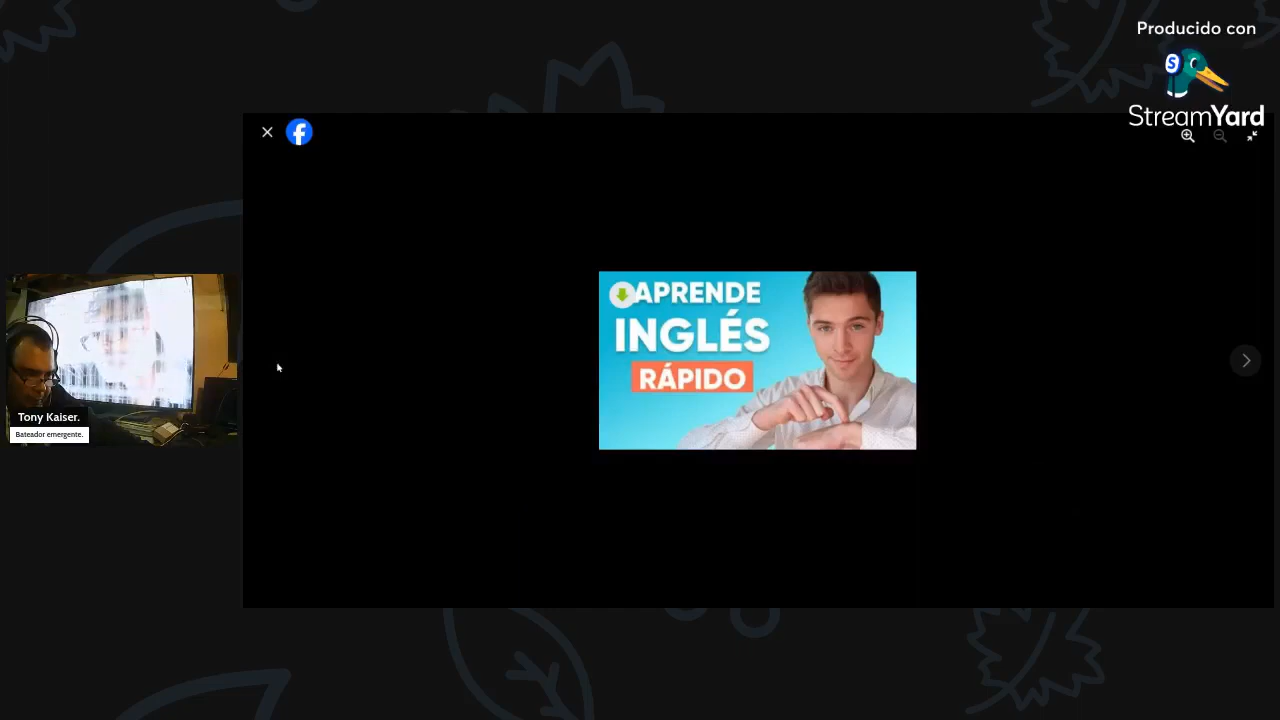 Producido con
StreamYard
APRENDE
INGLÉS
RÁPIDO
Tony Kaiser.
Bateador emergente.